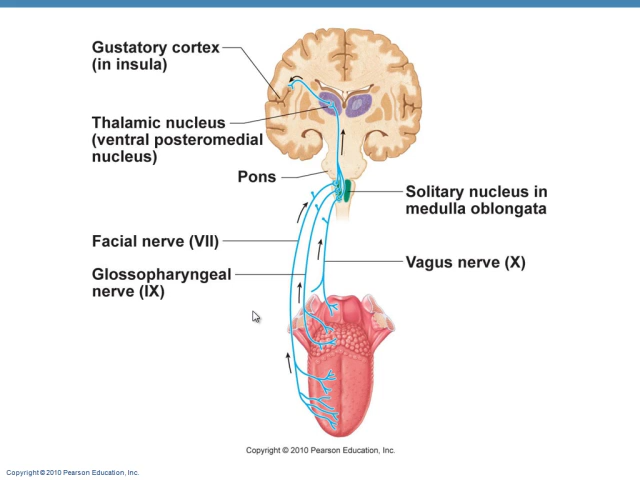 Gustatory cortex
(in insula)
Thalamic nucleus
(ventral posteromedial
nucleus)
Pons
Solitary nucleus in
medulla oblongata
Facial nerve (VII)
Vagus nerve (X)
Glossopharyngeal
nerve (IX)
Copyright © 2010 Pearson Education, Inc.
Copyright © 2010 Pearson Education, Inc.